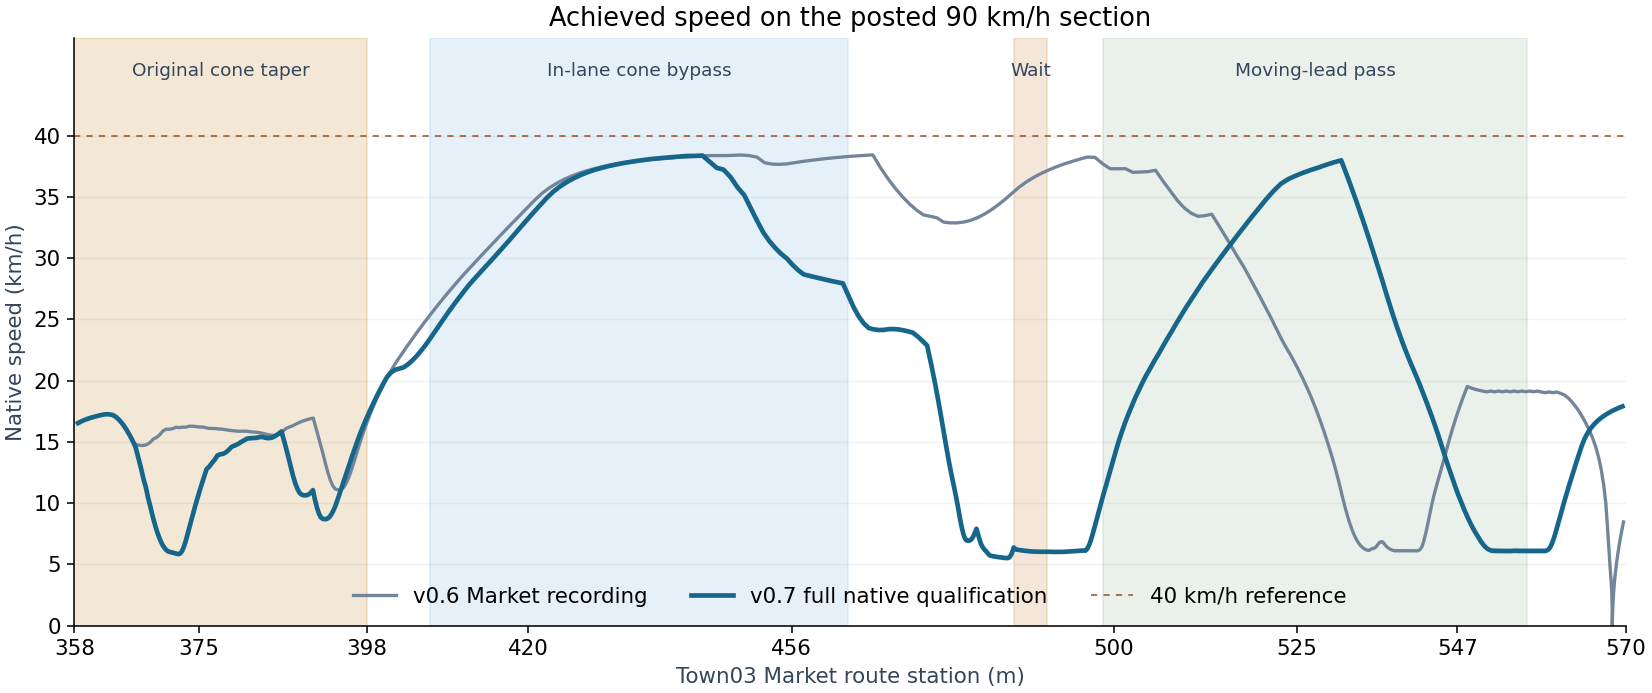 Achieved speed on the posted 90 km/h section
Original cone taper
In-lane cone bypass
Wait
Moving-lead pass
Native speed (km/h)
40
35
30
25
20
15
10
5
0
v0.6 Market recording
v0.7 full native qualification
40 km/h reference
358
375
398
420
456
500
525
547
570
Town03 Market route station (m)